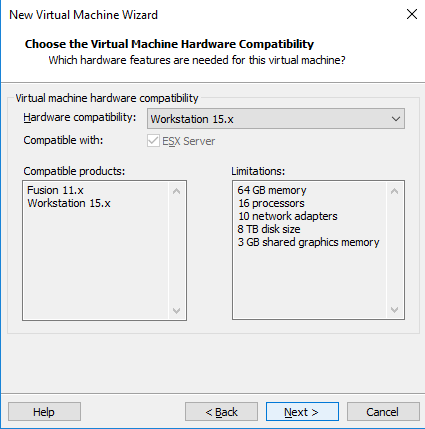 New Virtual Machine Wizard
Choose the Virtual Machine Hardware Compatibility
Which hardware features are needed for this virtual machine?
Virtual machine hardware compatibility
Hardware compatibility: Workstation 15.x
Compatible with: ESX Server
Compatible products:
Fusion 11.x
Workstation 15.x
Limitations:
64 GB memory
16 processors
10 network adapters
8 TB disk size
3 GB shared graphics memory
Help < Back Next > Cancel